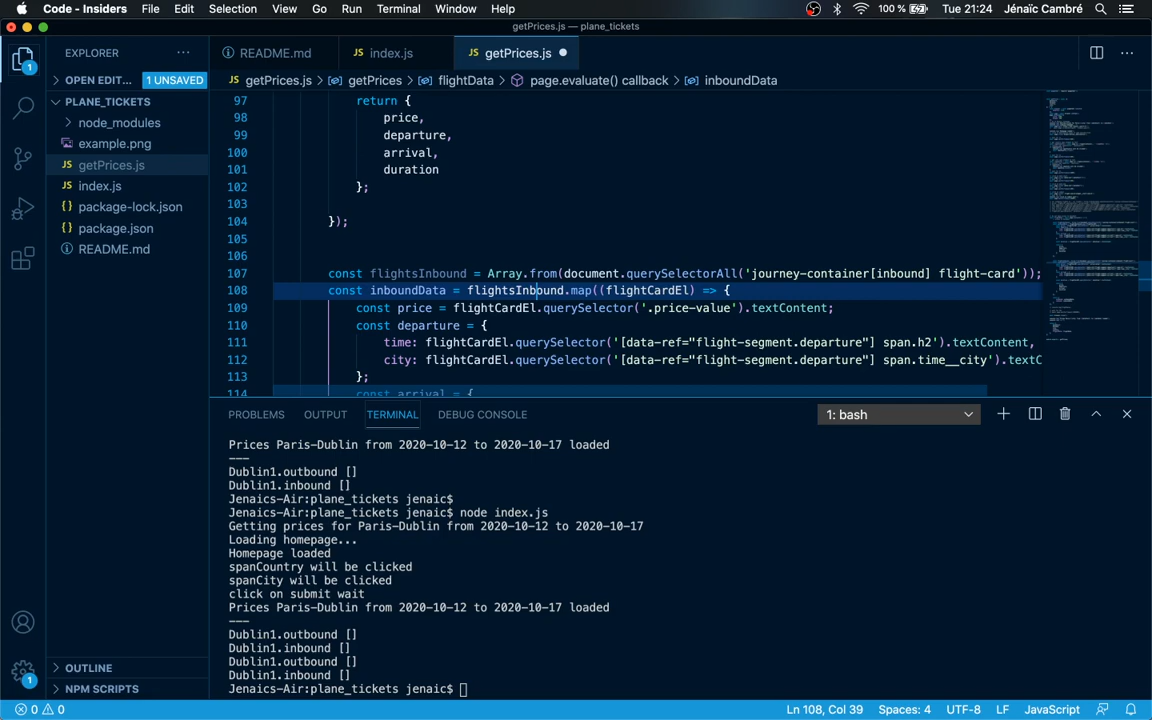 Code - Insiders File Edit Selection View Go Run Terminal Window Help 100 % Tue 21:24 Jénaïc Cambré
getPrices.js — plane_tickets
EXPLORER ··· README.md JS index.js JS getPrices.js
OPEN EDIT... 1 UNSAVED JS getPrices.js > getPrices > flightData > page.evaluate() callback > inboundData
PLANE_TICKETS
node_modules
example.png
JS getPrices.js
JS index.js
{} package-lock.json
{} package.json
README.md
97 return {
98 price,
99 departure,
100 arrival,
101 duration
102 };
103
104 });
105
106
107 const flightsInbound = Array.from(document.querySelectorAll('journey-container[inbound] flight-card'));
108 const inboundData = flightsInbound.map((flightCardEl) => {
109 const price = flightCardEl.querySelector('.price-value').textContent;
110 const departure = {
111 time: flightCardEl.querySelector('[data-ref="flight-segment.departure"] span.h2').textContent,
112 city: flightCardEl.querySelector('[data-ref="flight-segment.departure"] span.time__city').textC
113 };
114 const arrival = {
PROBLEMS OUTPUT TERMINAL DEBUG CONSOLE 1: bash
Prices Paris-Dublin from 2020-10-12 to 2020-10-17 loaded
---
Dublin1.outbound []
Dublin1.inbound []
Jenaics-Air:plane_tickets jenaic$
Jenaics-Air:plane_tickets jenaic$ node index.js
Getting prices for Paris-Dublin from 2020-10-12 to 2020-10-17
Loading homepage...
Homepage loaded
spanCountry will be clicked
spanCity will be clicked
click on submit wait
Prices Paris-Dublin from 2020-10-12 to 2020-10-17 loaded
---
Dublin1.outbound []
Dublin1.inbound []
Dublin1.outbound []
Dublin1.inbound []
Jenaics-Air:plane_tickets jenaic$
OUTLINE
NPM SCRIPTS
1
1
0 0 Ln 108, Col 39 Spaces: 4 UTF-8 LF JavaScript